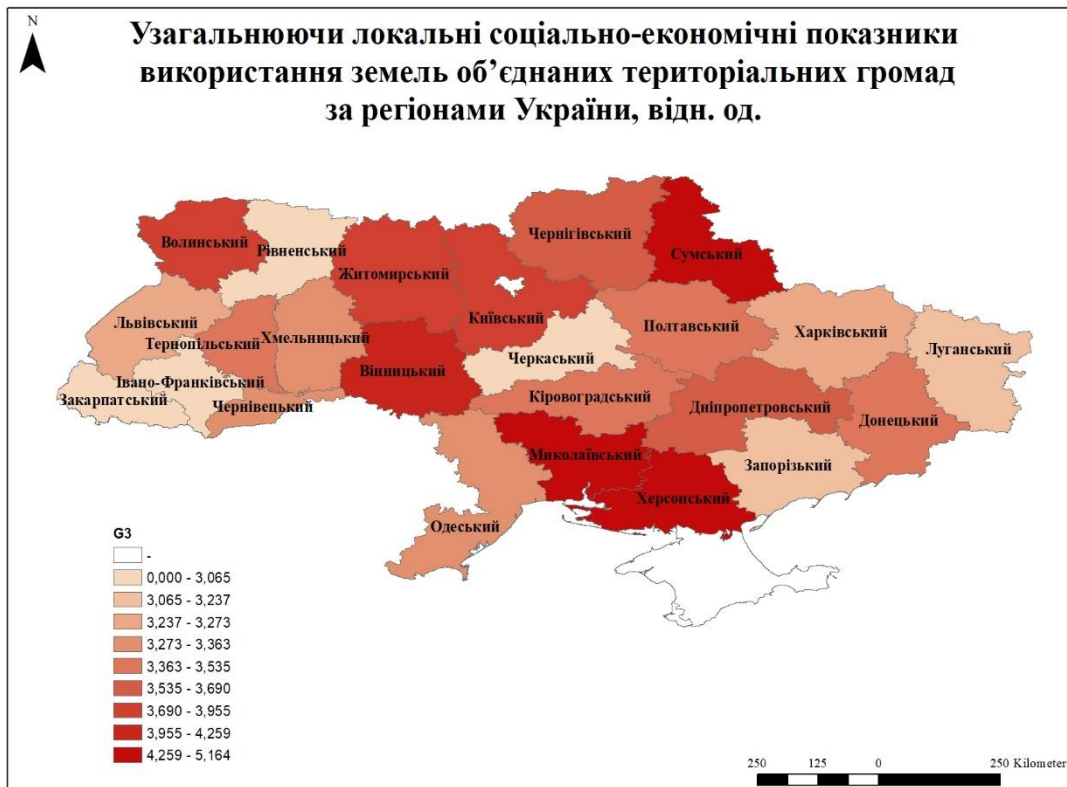 N
Узагальнюючи локальні соціально-економічні показники
використання земель об’єднаних територіальних громад
за регіонами України, відн. од.
Волинський
Рівненський
Житомирський
Київський
Чернігівський
Сумський
Львівський
Тернопільський
Хмельницький
Вінницький
Черкаський
Полтавський
Харківський
Луганський
Івано-Франківський
Закарпатський
Чернівецький
Кіровоградський
Дніпропетровський
Донецький
Миколаївський
Запорізький
Херсонський
Одеський
G3
-
0,000 - 3,065
3,065 - 3,237
3,237 - 3,273
3,273 - 3,363
3,363 - 3,535
3,535 - 3,690
3,690 - 3,955
3,955 - 4,259
4,259 - 5,164
250 125 0 250 Kilometer